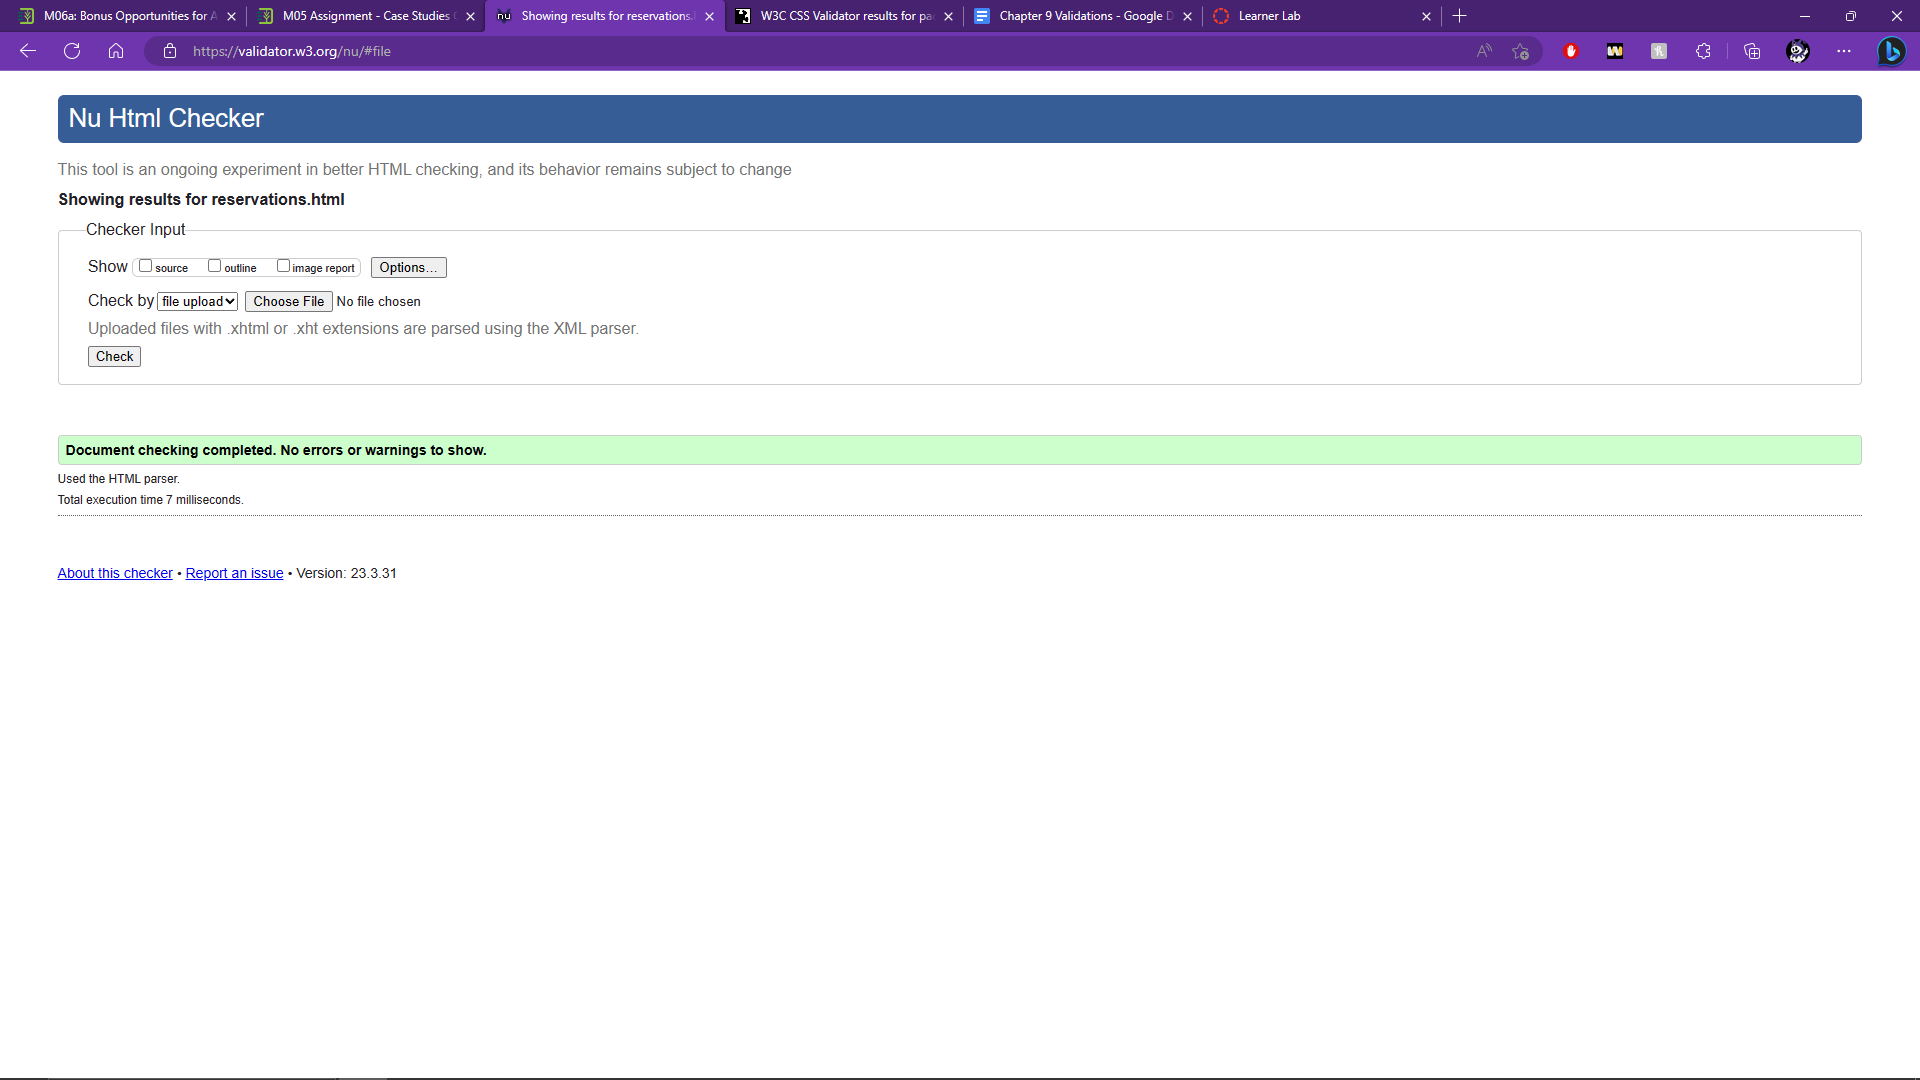 M06a: Bonus Opportunities for A
M05 Assignment - Case Studies
Showing results for reservations.
W3C CSS Validator results for pa
Chapter 9 Validations - Google D
Learner Lab
https://validator.w3.org/nu/#file
Nu Html Checker
This tool is an ongoing experiment in better HTML checking, and its behavior remains subject to change
Showing results for reservations.html
Checker Input
Show source outline image report Options...
Check by file upload Choose File No file chosen
Uploaded files with .xhtml or .xht extensions are parsed using the XML parser.
Check
Document checking completed. No errors or warnings to show.
Used the HTML parser.
Total execution time 7 milliseconds.
About this checker • Report an issue • Version: 23.3.31